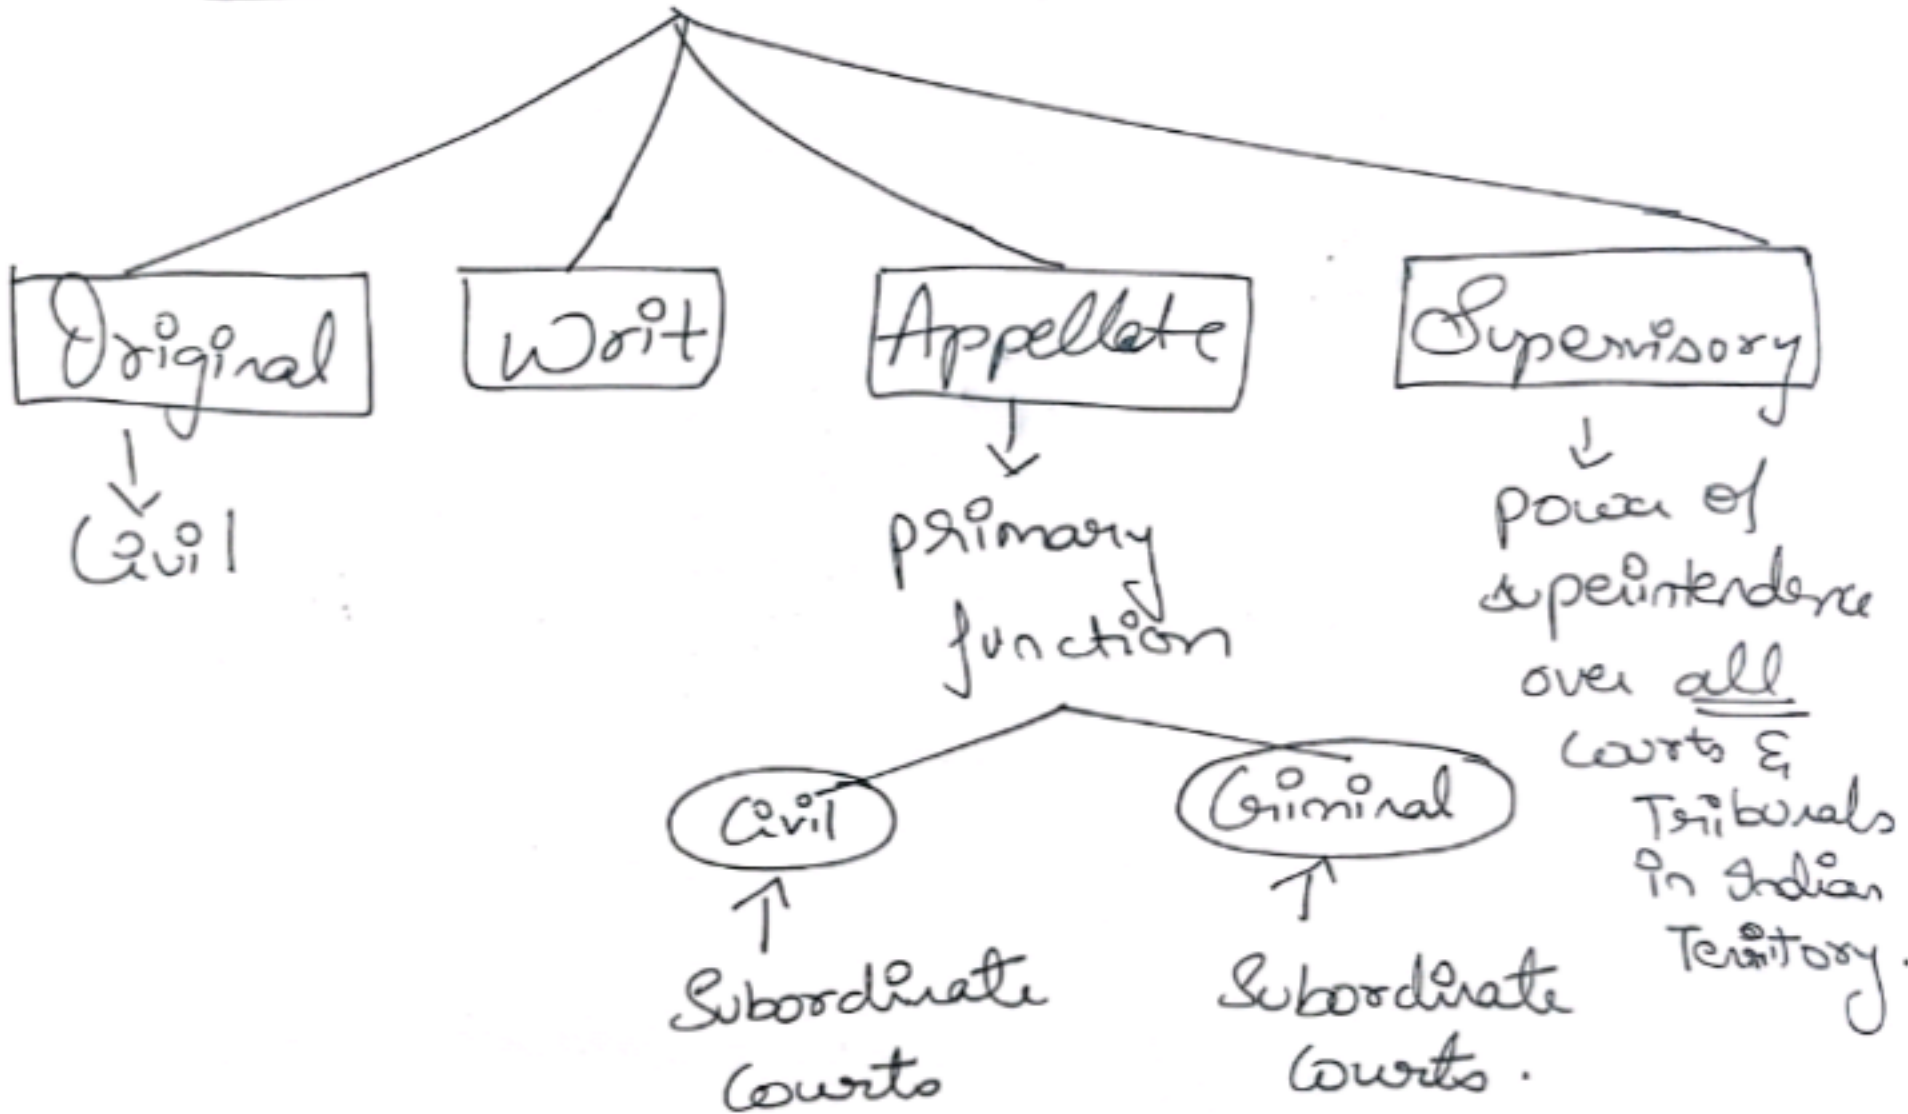 Original
Writ
Appellate
Supervisory
Civil
primary
function
power of
superintendence
over all
courts &
Tribunals
in Indian
Territory.
Civil
Criminal
Subordinate
Courts
Subordinate
Courts.